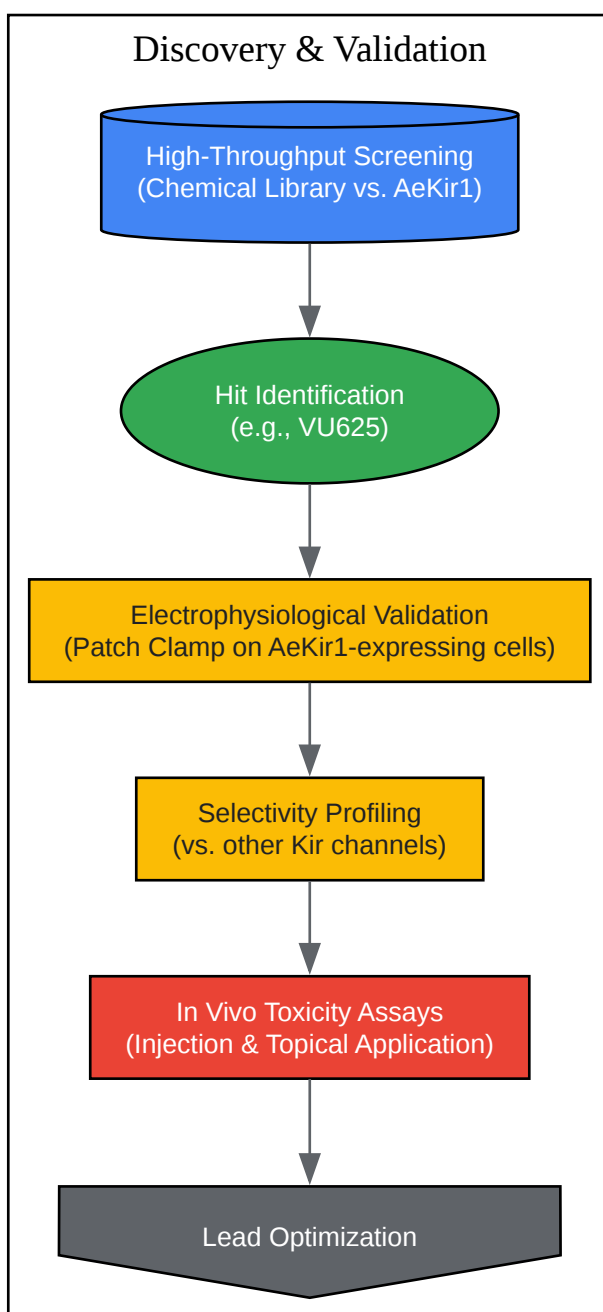 Discovery & Validation
High-Throughput Screening
(Chemical Library vs. AeKir1)
Hit Identification
(e.g., VU625)
Electrophysiological Validation
(Patch Clamp on AeKir1-expressing cells)
Selectivity Profiling
(vs. other Kir channels)
In Vivo Toxicity Assays
(Injection & Topical Application)
Lead Optimization